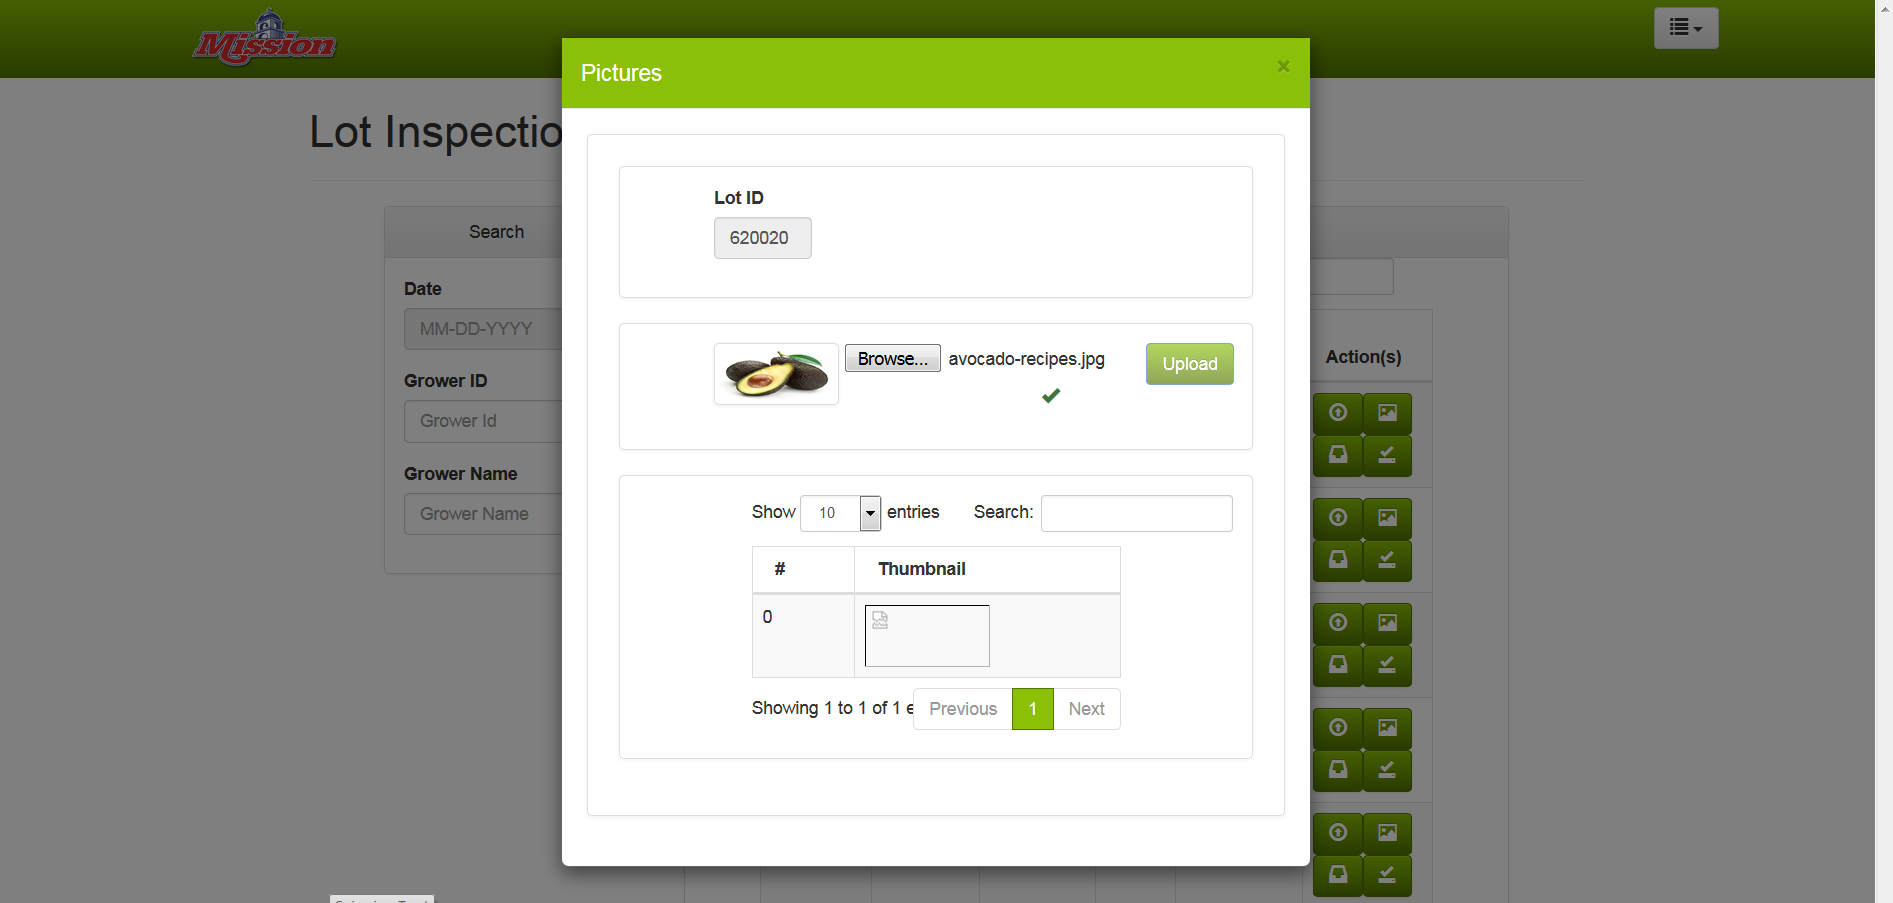 Mission
Pictures
×
Lot Inspectio
Lot ID
620020
Search
Date
MM-DD-YYYY
Grower ID
Grower Id
Grower Name
Grower Name
Browse... avocado-recipes.jpg
Upload
Action(s)
Show 10 entries Search:
# Thumbnail
0
Showing 1 to 1 of 1 e
Previous 1 Next